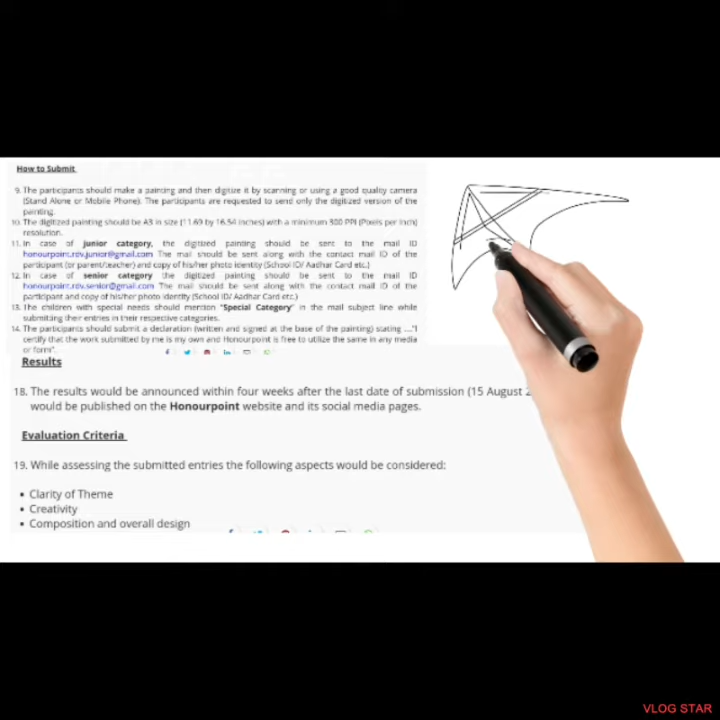 How to Submit
9. The participants should make a painting and then digitize it by scanning or using a good quality camera
(Stand Alone or Mobile Phone). The participants are requested to send only the digitized version of the
painting.
10. The digitized painting should be A3 in size (11.69 by 16.54 inches) with a minimum 300 PPI (Pixels per Inch)
resolution.
11. In case of junior category, the digitized painting should be sent to the mail ID
honourpoint.rdv.junior@gmail.com The mail should be sent along with the contact mail ID of the
participant (or parent/teacher) and copy of his/her photo identity (School ID/ Aadhar Card etc.)
12. In case of senior category the digitized painting should be sent to the mail ID
honourpoint.rdv.senior@gmail.com The mail should be sent along with the contact mail ID of the
participant and copy of his/her photo identity (School ID/ Aadhar Card etc.)
13. The children with special needs should mention "Special Category" in the mail subject line while
submitting their entries in their respective categories.
14. The participants should submit a declaration (written and signed at the base of the painting) stating ...."I
certify that the work submitted by me is my own and Honourpoint is free to utilize the same in any media
or form".
Results
18. The results would be announced within four weeks after the last date of submission (15 August 2
would be published on the Honourpoint website and its social media pages.
Evaluation Criteria
19. While assessing the submitted entries the following aspects would be considered:
• Clarity of Theme
• Creativity
• Composition and overall design
VLOG STAR